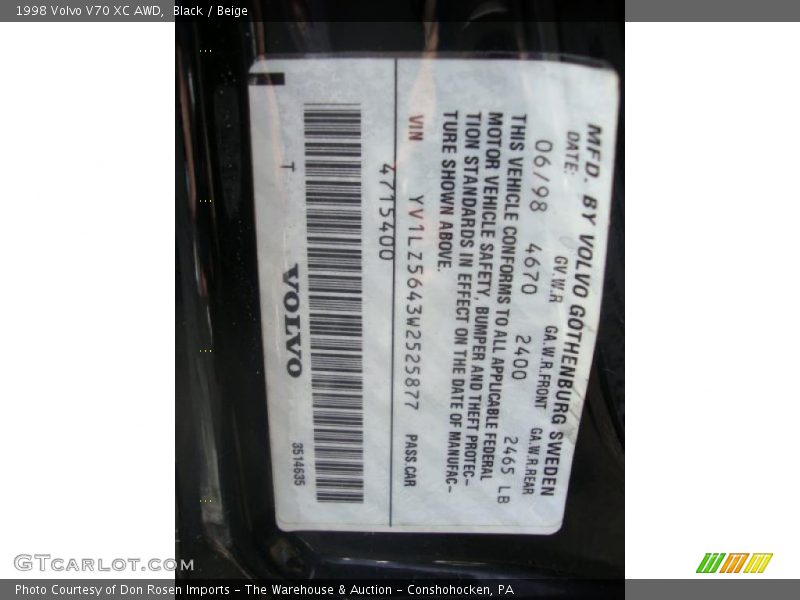 1998 Volvo V70 XC AWD, Black / Beige
MFD. BY VOLVO GOTHENBURG SWEDEN
DATE: GV.W.R GA.W.R.FRONT GA.W.R.REAR
06/98 4670 2400 2465 LB
THIS VEHICLE CONFORMS TO ALL APPLICABLE FEDERAL
MOTOR VEHICLE SAFETY, BUMPER AND THEFT PROTEC-
TION STANDARDS IN EFFECT ON THE DATE OF MANUFAC-
TURE SHOWN ABOVE.
VIN YV1LZ5643W2525877 PASS.CAR
4715400
T VOLVO 3514635
GTCarLot.com
Photo Courtesy of Don Rosen Imports - The Warehouse & Auction - Conshohocken, PA